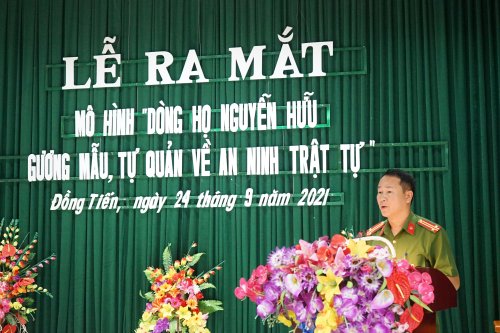 LỄ RA MẮT
MÔ HÌNH "DÒNG HỌ NGUYỄN HỮU
GƯƠNG MẪU, TỰ QUẢN VỀ AN NINH TRẬT TỰ"
Đồng Tiến, ngày 24 tháng 9 năm 2021